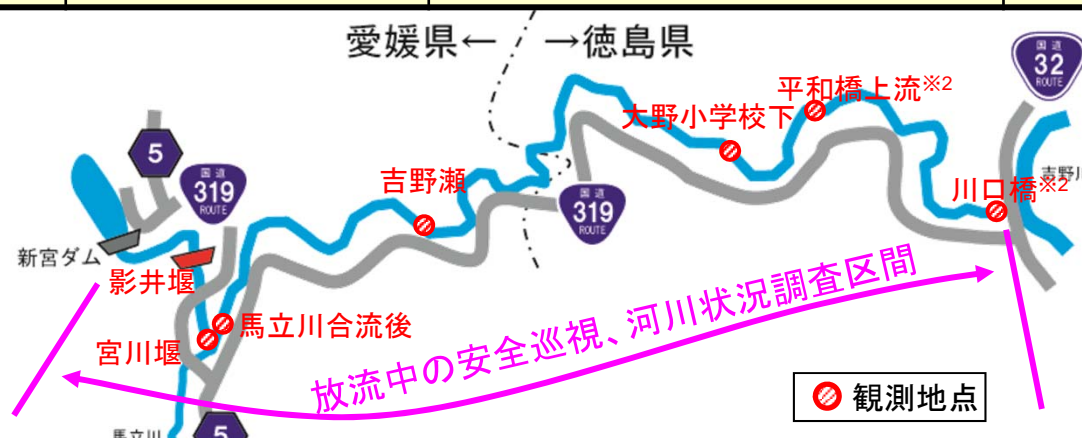 愛媛県← →徳島県
国道
32
ROUTE
平和橋上流※2
大野小学校下
5
国道
319
ROUTE
吉野瀬
川口橋※2
国道
319
ROUTE
新宮ダム
影井堰
馬立川合流後
宮川堰
放流中の安全巡視、河川状況調査区間
観測地点
馬立川
5